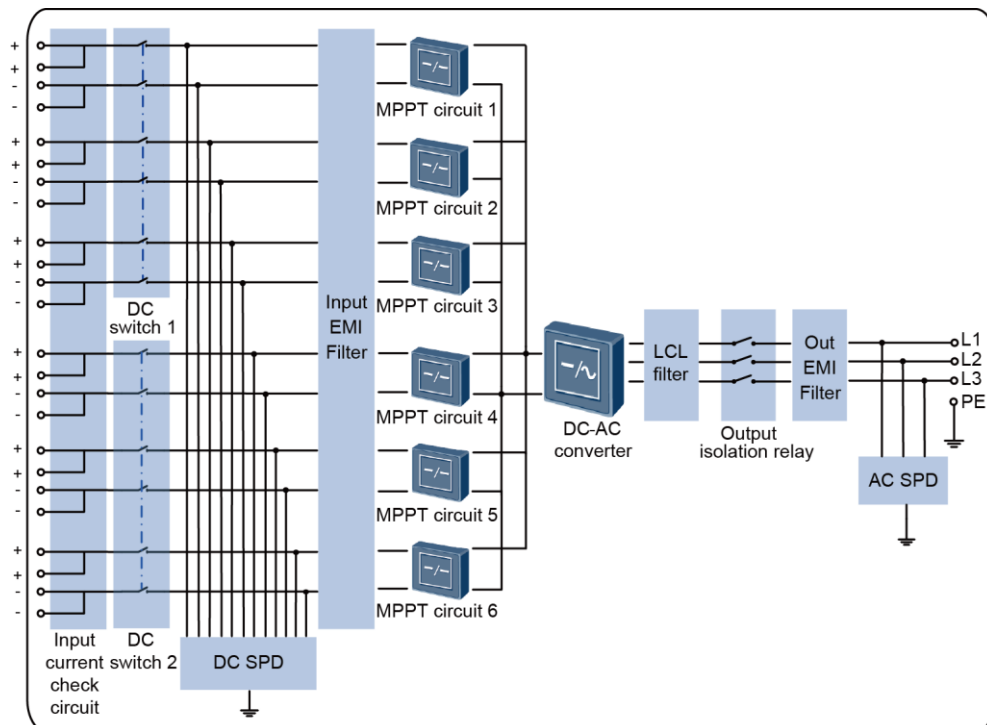 +
+
-
-
+
+
-
-
+
+
-
-
+
+
-
-
+
+
-
-
+
+
-
-
Input
current
check
circuit
DC
switch 1
DC
switch 2
DC SPD
Input
EMI
Filter
MPPT circuit 1
MPPT circuit 2
MPPT circuit 3
MPPT circuit 4
MPPT circuit 5
MPPT circuit 6
DC-AC
converter
LCL
filter
Output
isolation relay
Out
EMI
Filter
L1
L2
L3
PE
AC SPD